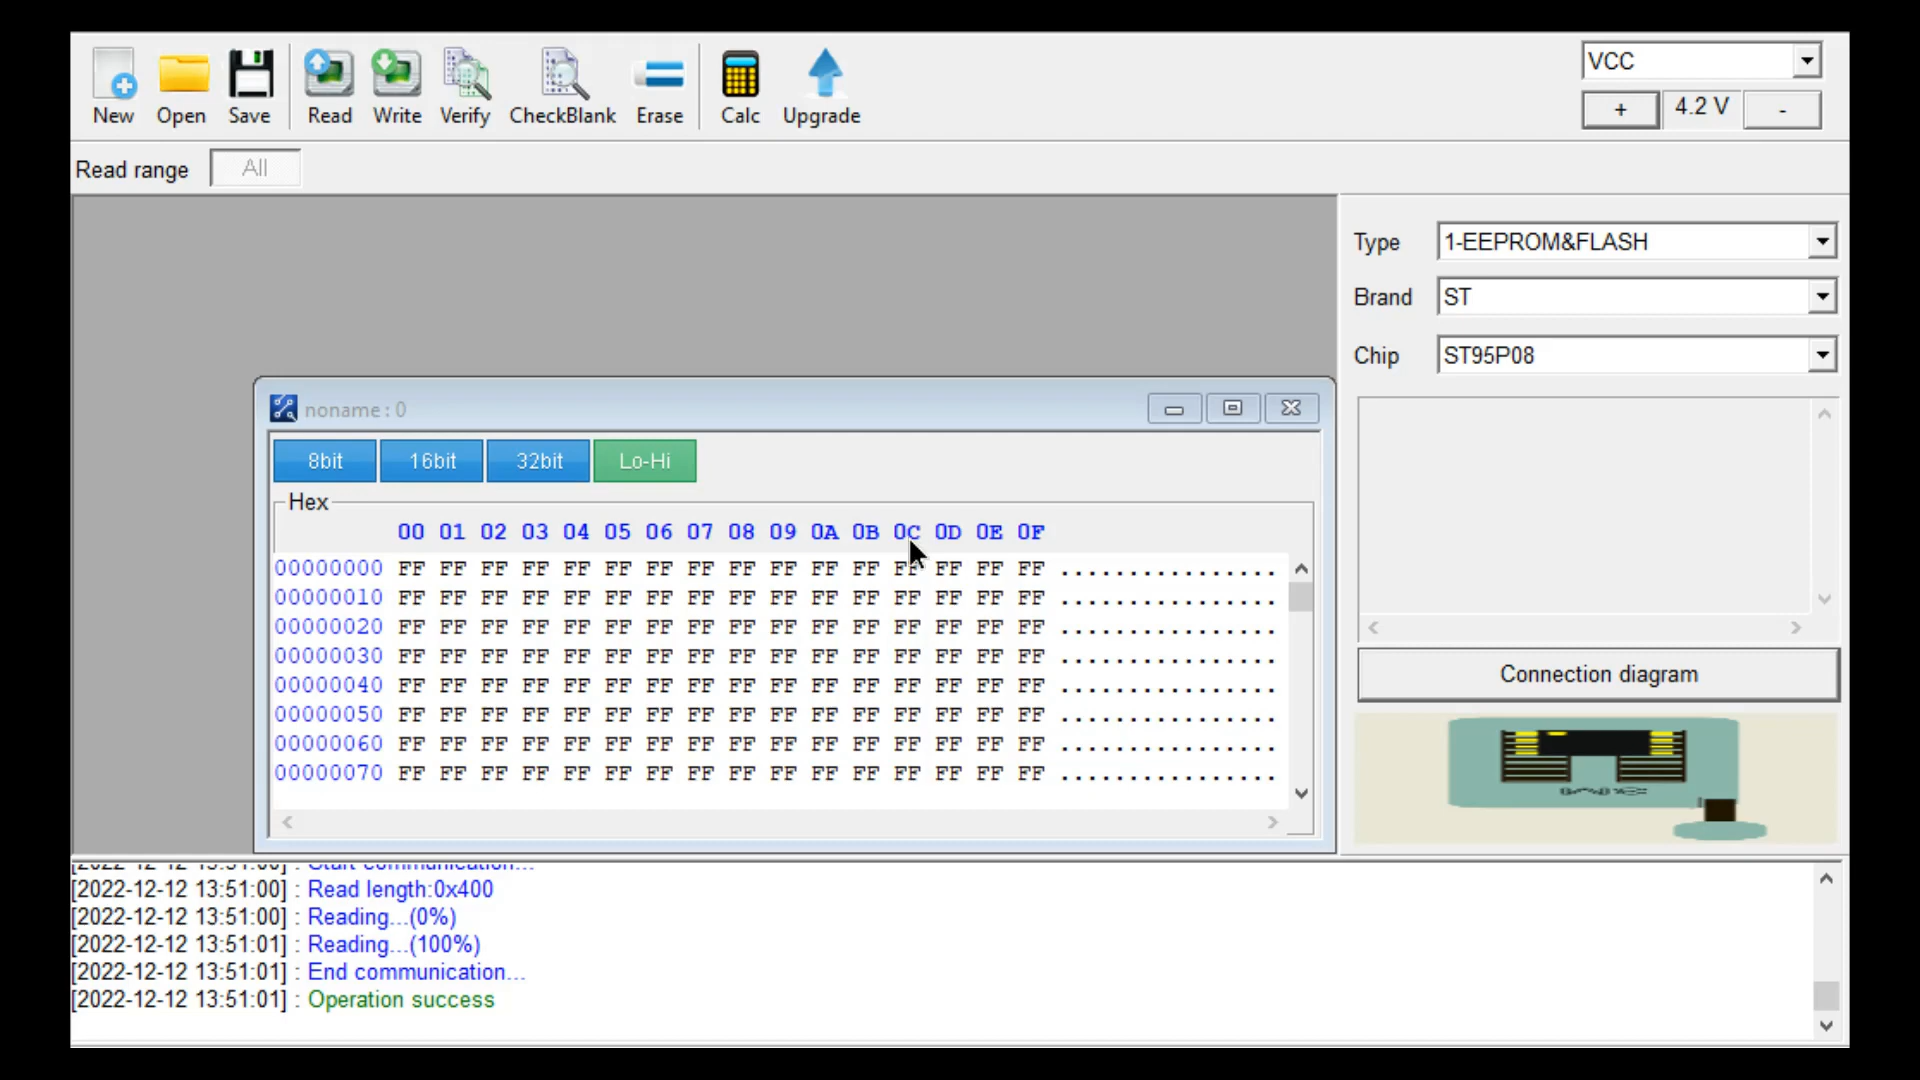 New Open Save Read Write Verify CheckBlank Erase Calc Upgrade
VCC
+ 4.2 V -
Read range All
Type 1-EEPROM&FLASH
Brand ST
Chip ST95P08
noname : 0
8bit 16bit 32bit Lo-Hi
Hex
00 01 02 03 04 05 06 07 08 09 0A 0B 0C 0D 0E 0F
00000000 FF FF FF FF FF FF FF FF FF FF FF FF FF FF FF FF ................
00000010 FF FF FF FF FF FF FF FF FF FF FF FF FF FF FF FF ................
00000020 FF FF FF FF FF FF FF FF FF FF FF FF FF FF FF FF ................
00000030 FF FF FF FF FF FF FF FF FF FF FF FF FF FF FF FF ................
00000040 FF FF FF FF FF FF FF FF FF FF FF FF FF FF FF FF ................
00000050 FF FF FF FF FF FF FF FF FF FF FF FF FF FF FF FF ................
00000060 FF FF FF FF FF FF FF FF FF FF FF FF FF FF FF FF ................
00000070 FF FF FF FF FF FF FF FF FF FF FF FF FF FF FF FF ................
Connection diagram
[2022-12-12 13:51:00] : Start communication...
[2022-12-12 13:51:00] : Read length:0x400
[2022-12-12 13:51:00] : Reading...(0%)
[2022-12-12 13:51:01] : Reading...(100%)
[2022-12-12 13:51:01] : End communication...
[2022-12-12 13:51:01] : Operation success